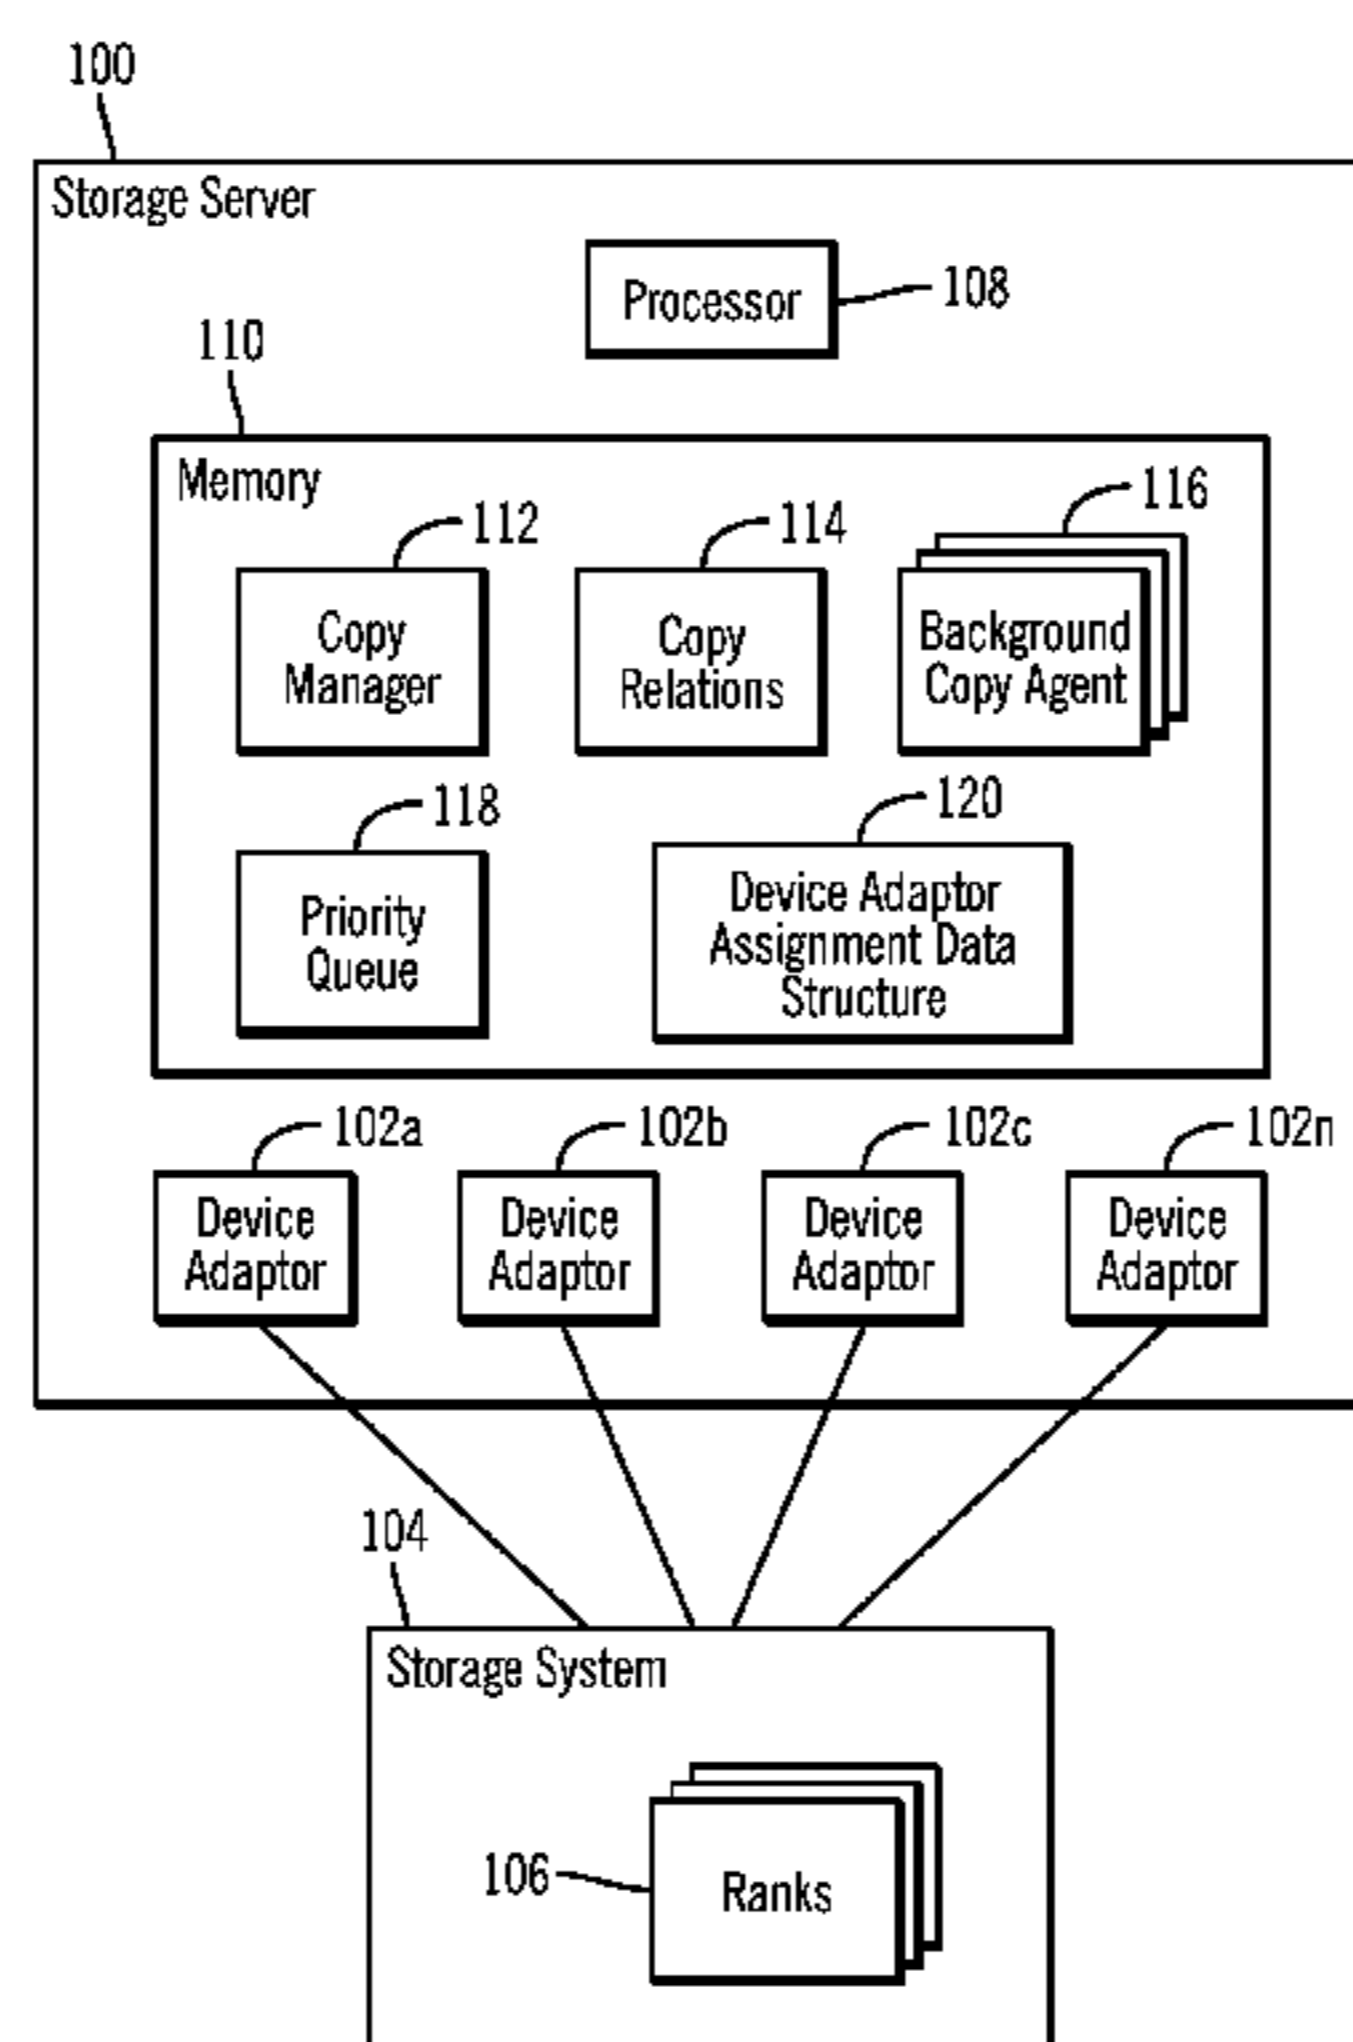 100
Storage Server
Processor
108
110
Memory
112
114
116
Copy
Manager
Copy
Relations
Background
Copy Agent
118
120
Priority
Queue
Device Adaptor
Assignment Data
Structure
102a
102b
102c
102n
Device
Adaptor
Device
Adaptor
Device
Adaptor
Device
Adaptor
104
Storage System
106
Ranks